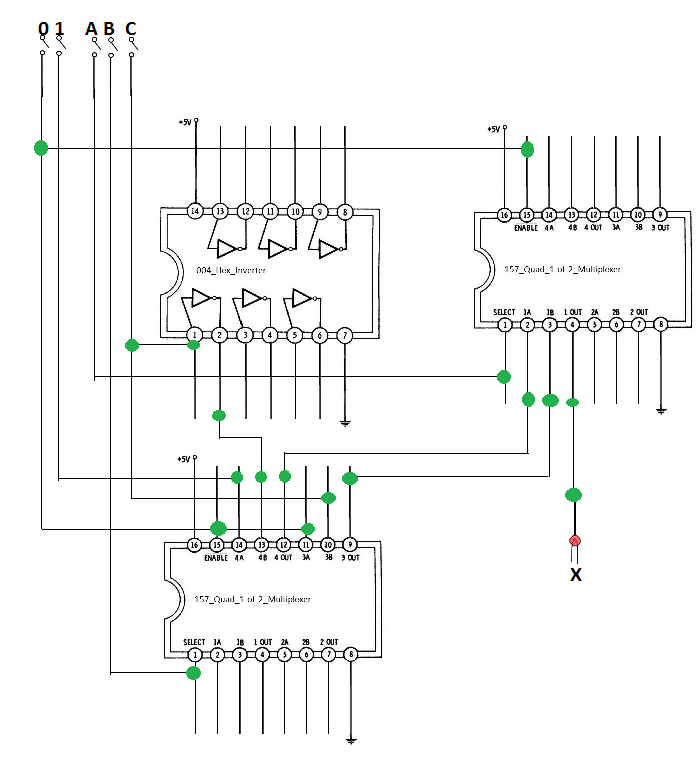 0 1 A B C
+5V
14 13 12 11 10 9 8
004_Hex_Inverter
1 2 3 4 5 6 7
+5V
16 15 14 13 12 11 10 9
ENABLE 4A 4B 4 OUT 3A 3B 3 OUT
157_Quad_1 of 2_Multiplexer
SELECT 1A 1B 1 OUT 2A 2B 2 OUT
1 2 3 4 5 6 7 8
+5V
16 15 14 13 12 11 10 9
ENABLE 4A 4B 4 OUT 3A 3B 3 OUT
157_Quad_1 of 2_Multiplexer
SELECT 1A 1B 1 OUT 2A 2B 2 OUT
1 2 3 4 5 6 7 8
X